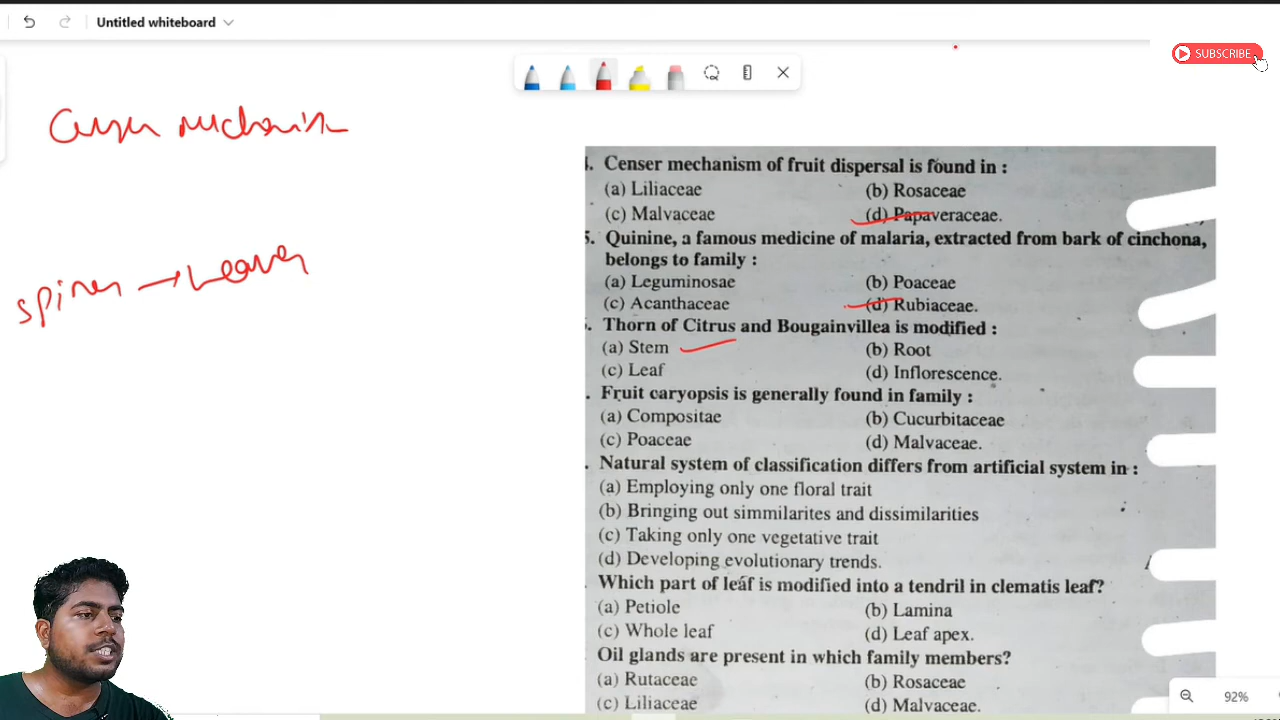 Untitled whiteboard
SUBSCRIBE
Censer mechanism
spines → Leaves
. Censer mechanism of fruit dispersal is found in :
(a) Liliaceae (b) Rosaceae
(c) Malvaceae (d) Papaveraceae.
5. Quinine, a famous medicine of malaria, extracted from bark of cinchona,
belongs to family :
(a) Leguminosae (b) Poaceae
(c) Acanthaceae (d) Rubiaceae.
. Thorn of Citrus and Bougainvillea is modified :
(a) Stem (b) Root
(c) Leaf (d) Inflorescence.
. Fruit caryopsis is generally found in family :
(a) Compositae (b) Cucurbitaceae
(c) Poaceae (d) Malvaceae.
. Natural system of classification differs from artificial system in :
(a) Employing only one floral trait
(b) Bringing out simmilarites and dissimilarities
(c) Taking only one vegetative trait
(d) Developing evolutionary trends.
. Which part of leaf is modified into a tendril in clematis leaf?
(a) Petiole (b) Lamina
(c) Whole leaf (d) Leaf apex.
Oil glands are present in which family members?
(a) Rutaceae (b) Rosaceae
(c) Liliaceae (d) Malvaceae.
92%